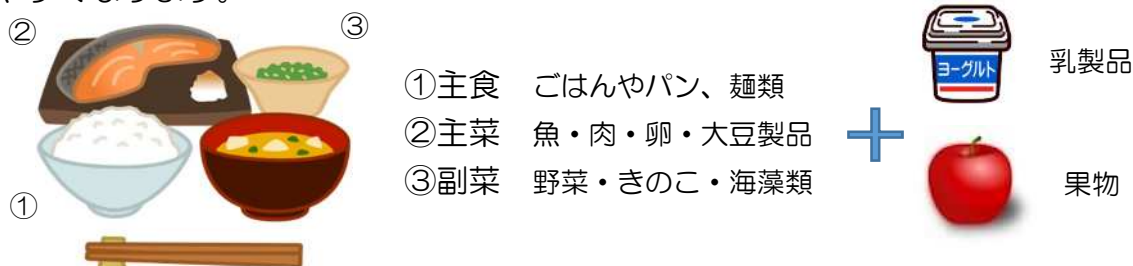 ②
③
①
①主食 ごはんやパン、麺類
②主菜 魚・肉・卵・大豆製品
③副菜 野菜・きのこ・海藻類
ヨーグルト
乳製品
果物